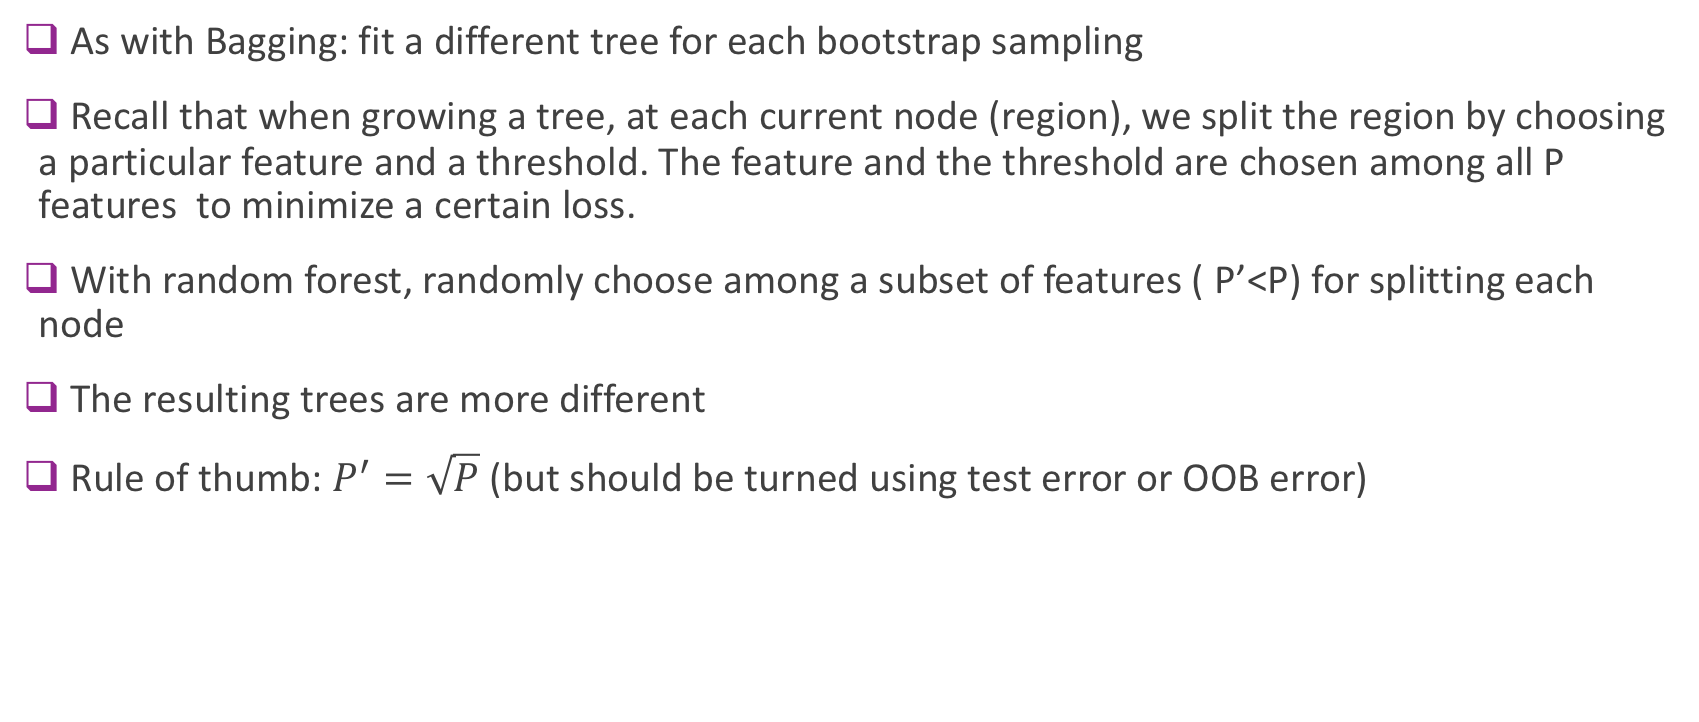 ❑ As with Bagging: fit a different tree for each bootstrap sampling
❑ Recall that when growing a tree, at each current node (region), we split the region by choosing
a particular feature and a threshold. The feature and the threshold are chosen among all P
features  to minimize a certain loss.
❑ With random forest, randomly choose among a subset of features ( P’<P) for splitting each
node
❑ The resulting trees are more different
❑ Rule of thumb: P′ = √P (but should be turned using test error or OOB error)